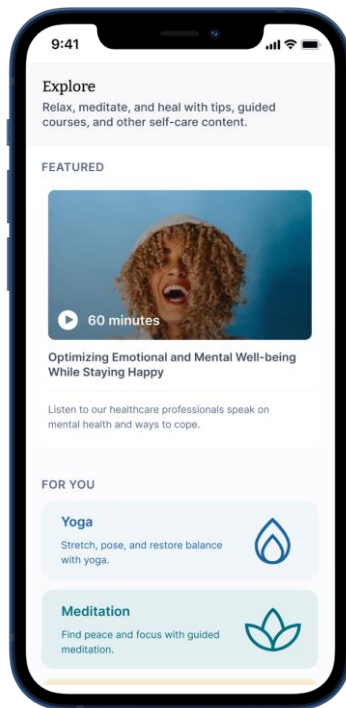 9:41
Explore
Relax, meditate, and heal with tips, guided
courses, and other self-care content.
FEATURED
60 minutes
Optimizing Emotional and Mental Well-being
While Staying Happy
Listen to our healthcare professionals speak on
mental health and ways to cope.
FOR YOU
Yoga
Stretch, pose, and restore balance
with yoga.
Meditation
Find peace and focus with guided
meditation.